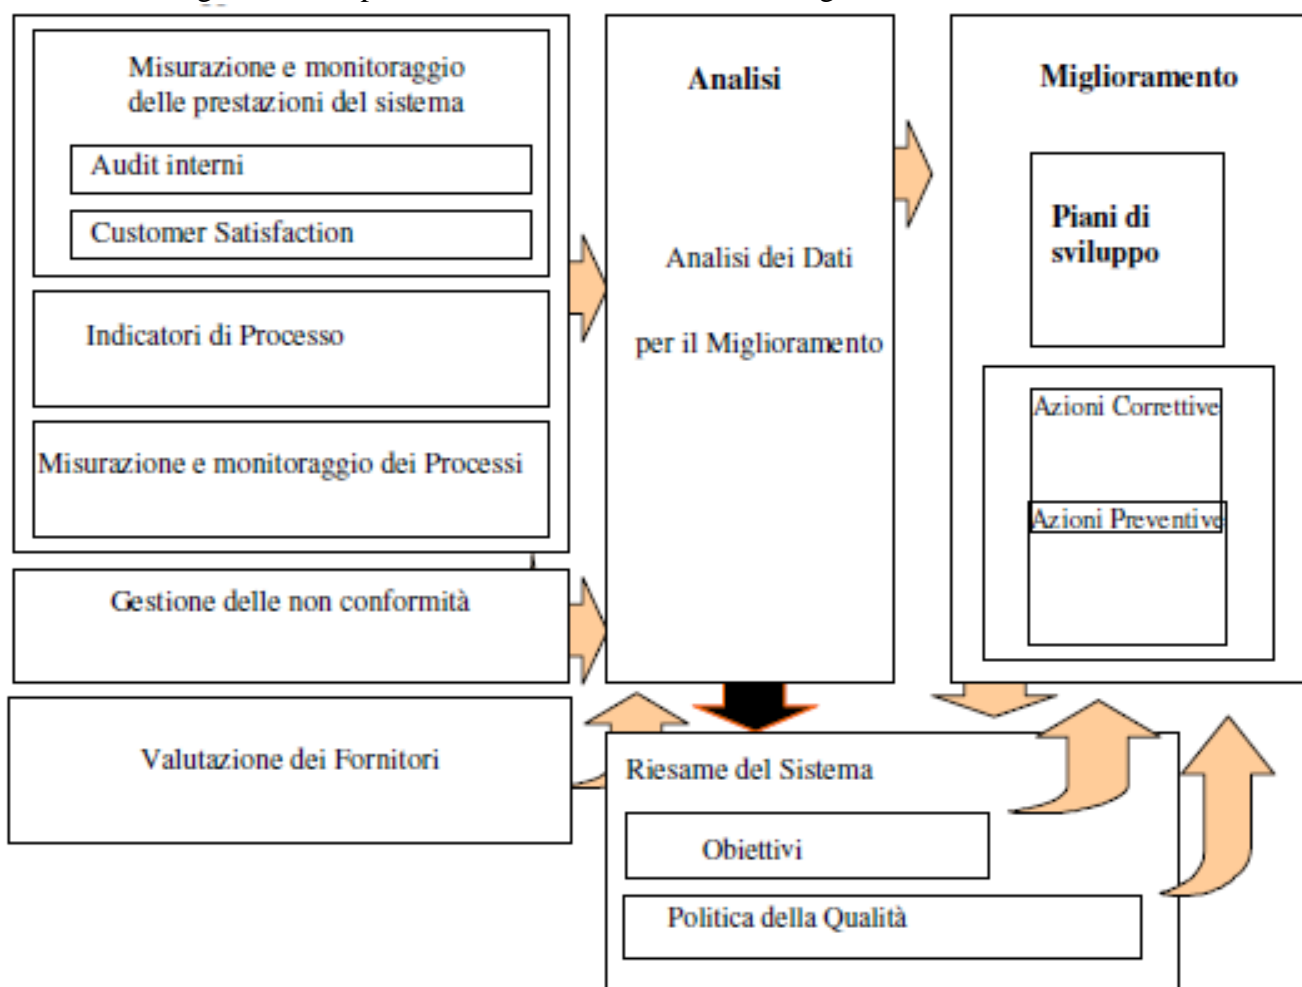 Misurazione e monitoraggio
delle prestazioni del sistema
Audit interni
Customer Satisfaction
Indicatori di Processo
Misurazione e monitoraggio dei Processi
Gestione delle non conformità
Valutazione dei Fornitori
Analisi
Analisi dei Dati
per il Miglioramento
Miglioramento
Piani di
sviluppo
Azioni Correttive
Azioni Preventive
Riesame del Sistema
Obiettivi
Politica della Qualità